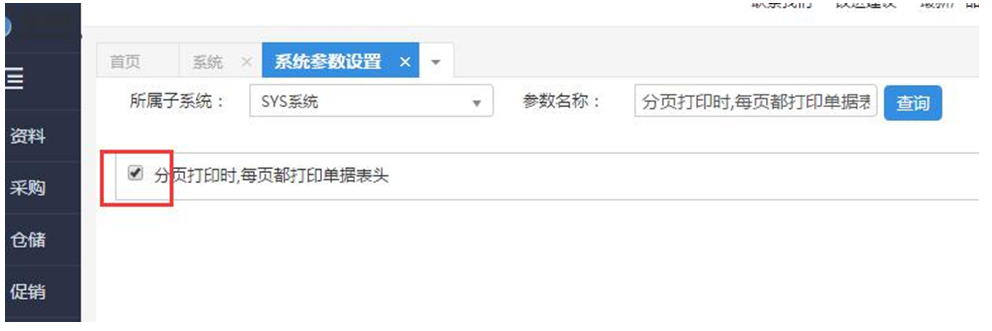 首页 系统 × 系统参数设置 ×
所属子系统： SYS系统 参数名称： 分页打印时,每页都打印单据表 查询
分页打印时,每页都打印单据表头
资料
采购
仓储
促销